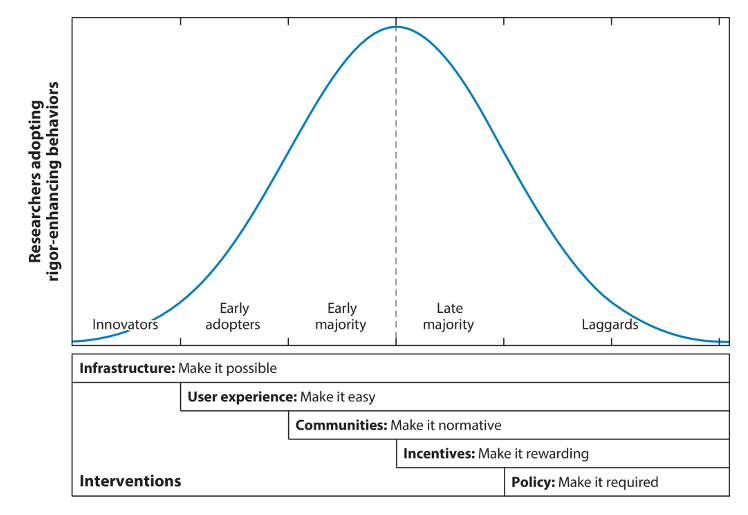 Researchers adopting
rigor-enhancing behaviors
Innovators
Early
adopters
Early
majority
Late
majority
Laggards
Infrastructure: Make it possible
User experience: Make it easy
Communities: Make it normative
Incentives: Make it rewarding
Interventions
Policy: Make it required